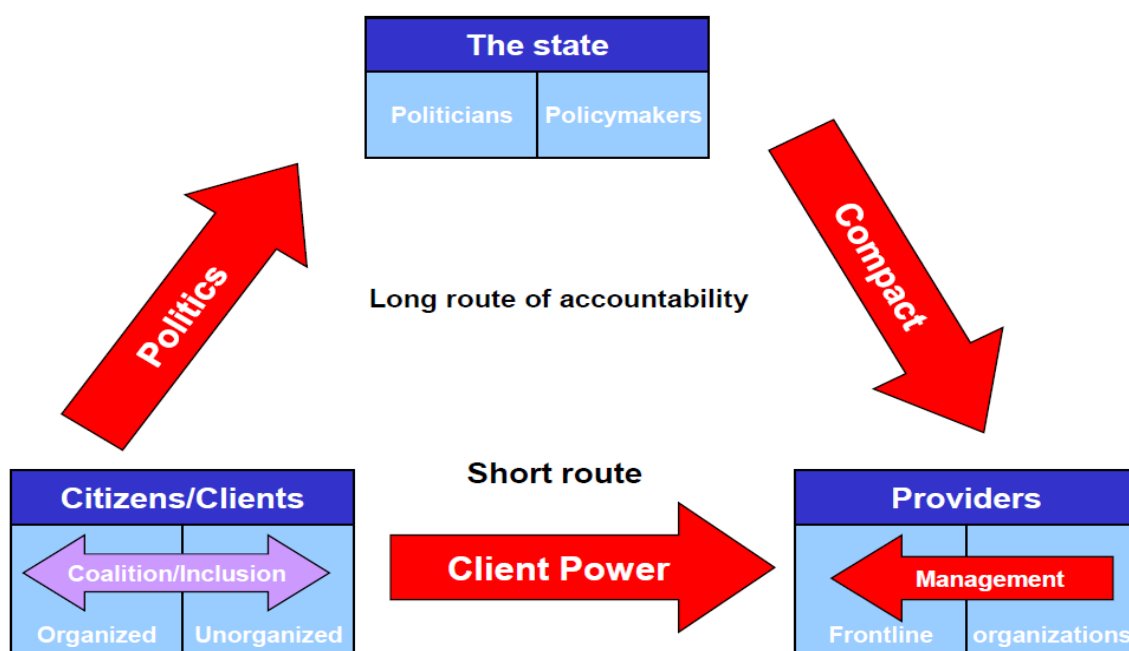 The state
Politicians Policymakers
Politics
Compact
Long route of accountability
Short route
Citizens/Clients
Coalition/Inclusion
Organized Unorganized
Client Power
Providers
Management
Frontline organizations